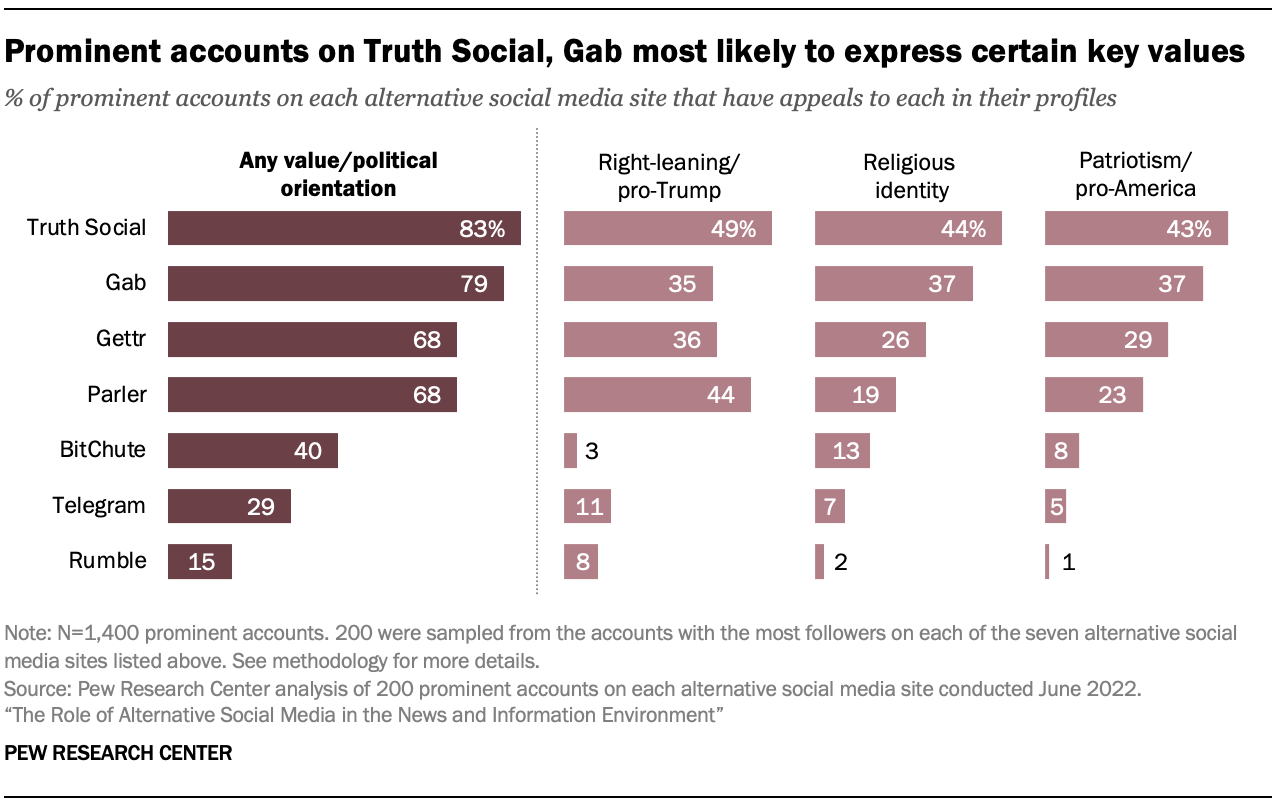 Prominent accounts on Truth Social, Gab most likely to express certain key values
% of prominent accounts on each alternative social media site that have appeals to each in their profiles
Any value/political
orientation
Right-leaning/
pro-Trump
Religious
identity
Patriotism/
pro-America
Truth Social 83% 49% 44% 43%
Gab 79 35 37 37
Gettr 68 36 26 29
Parler 68 44 19 23
BitChute 40 3 13 8
Telegram 29 11 7 5
Rumble 15 8 2 1
Note: N=1,400 prominent accounts. 200 were sampled from the accounts with the most followers on each of the seven alternative social
media sites listed above. See methodology for more details.
Source: Pew Research Center analysis of 200 prominent accounts on each alternative social media site conducted June 2022.
“The Role of Alternative Social Media in the News and Information Environment”
PEW RESEARCH CENTER